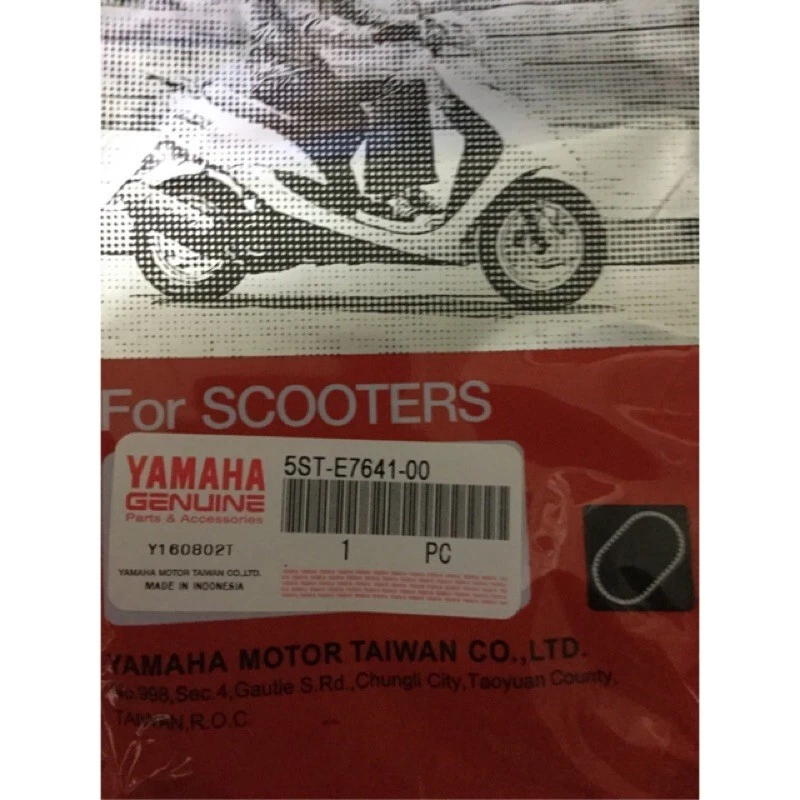 For SCOOTERS
YAMAHA
GENUINE
Parts & Accessories
5ST-E7641-00
Y160802T
1 PC
YAMAHA MOTOR TAIWAN CO.,LTD.
MADE IN INDONESIA
YAMAHA MOTOR TAIWAN CO.,LTD.
No.998,Sec.4,Gautie S.Rd.,Chungli City,Taoyuan County,
TAIWAN,R.O.C